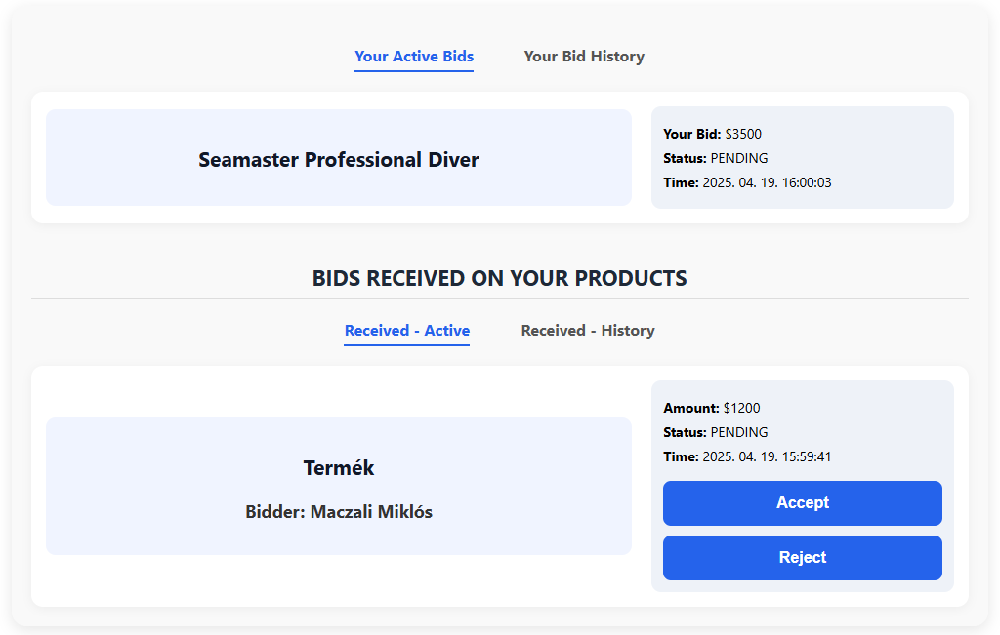 Your Active Bids
Your Bid History
Seamaster Professional Diver
Your Bid: $3500
Status: PENDING
Time: 2025. 04. 19. 16:00:03
BIDS RECEIVED ON YOUR PRODUCTS
Received - Active
Received - History
Termék
Bidder: Maczali Miklós
Amount: $1200
Status: PENDING
Time: 2025. 04. 19. 15:59:41
Accept
Reject